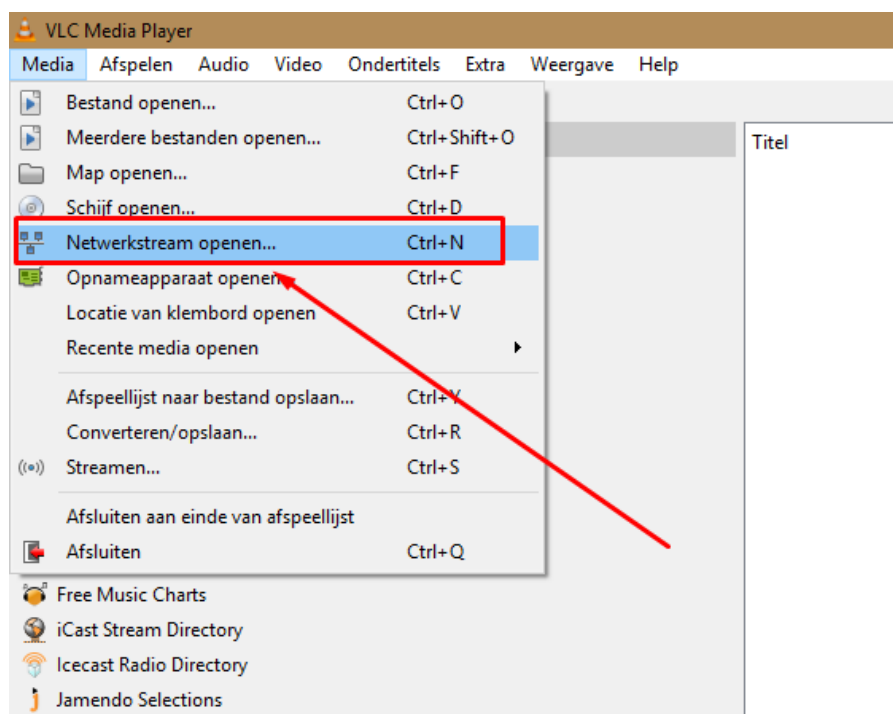 VLC Media Player
Media Afspelen Audio Video Ondertitels Extra Weergave Help
Bestand openen... Ctrl+O
Meerdere bestanden openen... Ctrl+Shift+O
Titel
Map openen... Ctrl+F
Schijf openen... Ctrl+D
Netwerkstream openen... Ctrl+N
Opnameapparaat openen Ctrl+C
Locatie van klembord openen Ctrl+V
Recente media openen
Afspeellijst naar bestand opslaan... Ctrl+Y
Converteren/opslaan... Ctrl+R
Streamen... Ctrl+S
Afsluiten aan einde van afspeellijst
Afsluiten Ctrl+Q
Free Music Charts
iCast Stream Directory
Icecast Radio Directory
Jamendo Selections